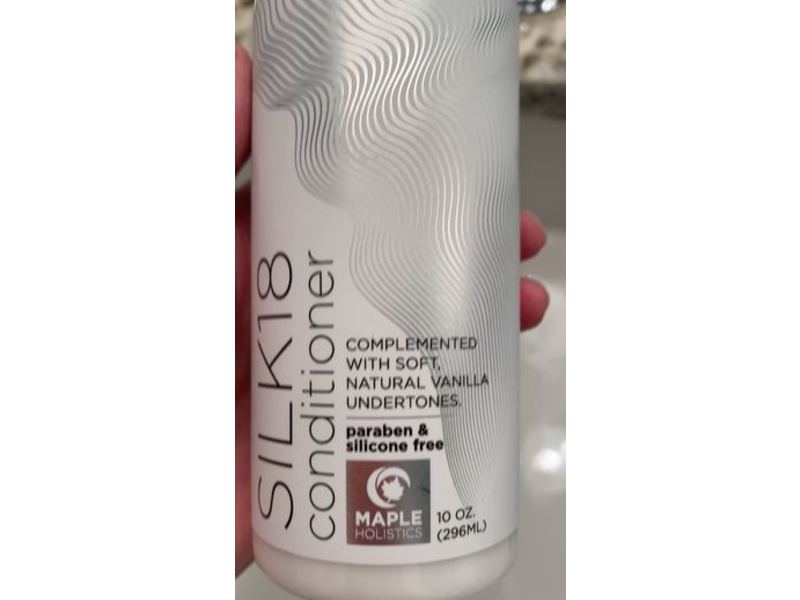 SILK18
conditioner
COMPLEMENTED
WITH SOFT,
NATURAL VANILLA
UNDERTONES.
paraben &
silicone free
MAPLE
HOLISTICS
10 OZ.
(296ML)